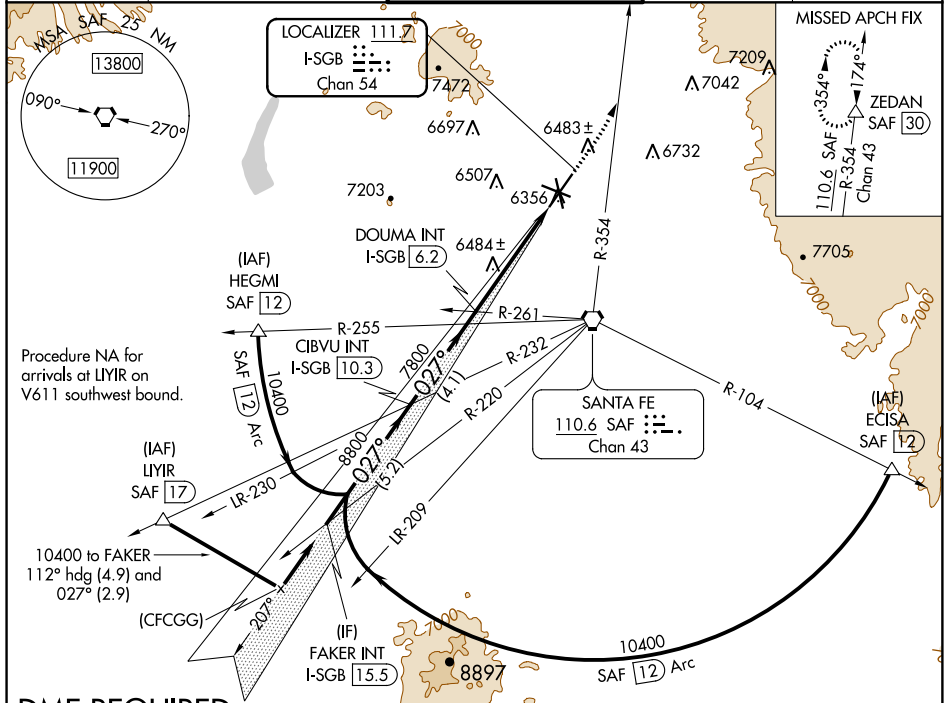 MSA SAF 25 NM
13800
090°
270°
11900
LOCALIZER 111.7
I-SGB
Chan 54
7000
7472
7209
7042
6697
6483±
6732
6507
7203
6356
MISSED APCH FIX
354°
174°
ZEDAN
SAF 30
110.6 SAF
R-354
Chan 43
R-354
7705
7000
7000
DOUMA INT
I-SGB 6.2
6484±
(IAF)
HEGMI
SAF 12
R-255
R-261
CIBVU INT
I-SGB 10.3
7800
027°
(4.1)
R-232
R-220
Procedure NA for
arrivals at LIYIR on
V611 southwest bound.
10400
SAF 12 Arc
8800
027°
(5.2)
SANTA FE
110.6 SAF
Chan 43
R-104
(IAF)
ECISA
SAF 12
(IAF)
LIYIR
SAF 17
LR-230
LR-209
10400 to FAKER
112° hdg (4.9) and
027° (2.9)
(CFCGG)
207°
(IF)
FAKER INT
I-SGB 15.5
7000
8897
10400
SAF 12 Arc
DME REQUIRED